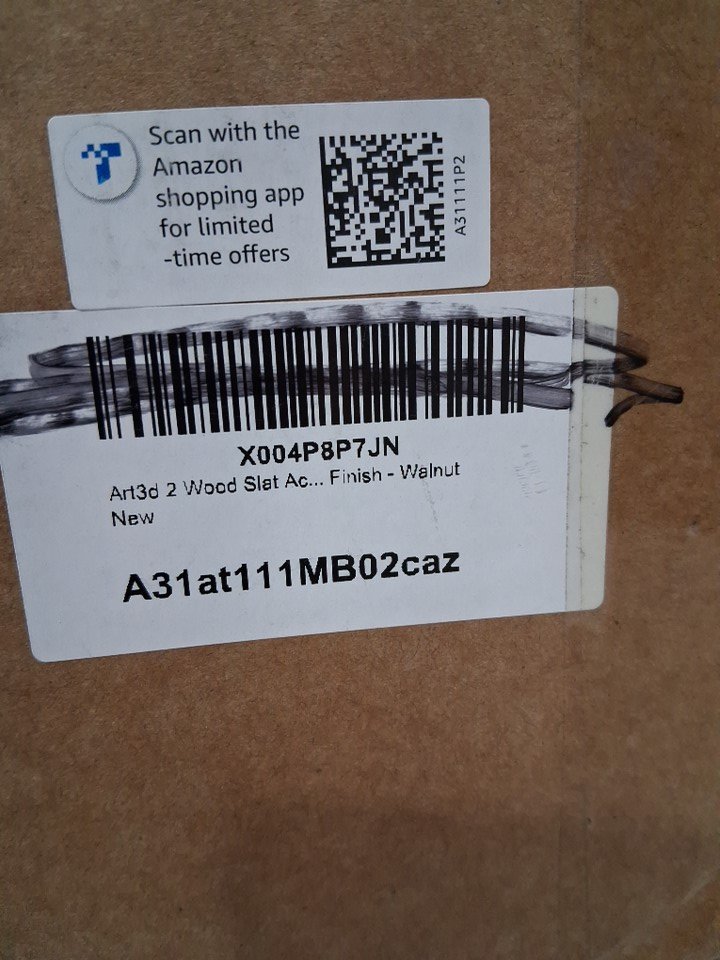 Scan with the
Amazon
shopping app
for limited
-time offers
A31111P2
X004P8P7JN
Art3d 2 Wood Slat Ac... Finish - Walnut
New
A31at111MB02caz